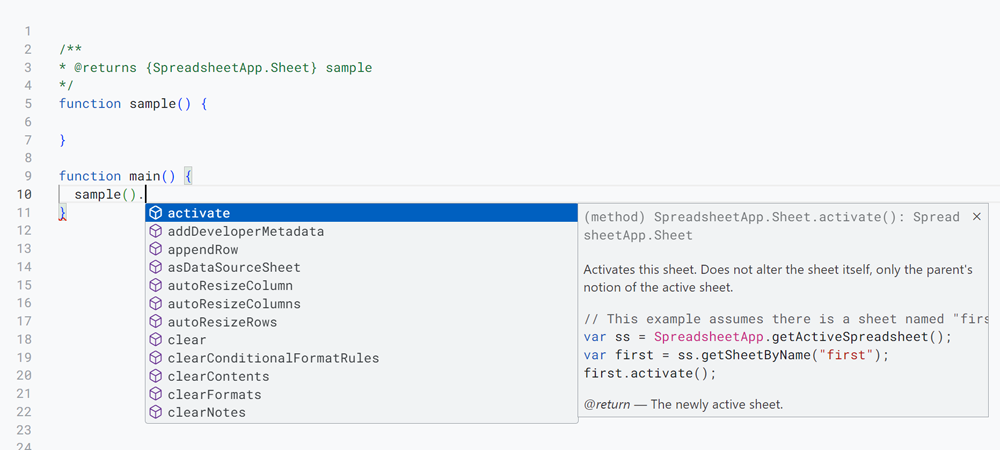 1
2 /**
3 * @returns {SpreadsheetApp.Sheet} sample
4 */
5 function sample() {
6
7 }
8
9 function main() {
10 sample().
11 }
12
13
14
15
16
17
18
19
20
21
22
23
24
activate
addDeveloperMetadata
appendRow
asDataSourceSheet
autoResizeColumn
autoResizeColumns
autoResizeRows
clear
clearConditionalFormatRules
clearContents
clearFormats
clearNotes
(method) SpreadsheetApp.Sheet.activate(): Spread
sheetApp.Sheet
Activates this sheet. Does not alter the sheet itself, only the parent's
notion of the active sheet.
// This example assumes there is a sheet named "firs
var ss = SpreadsheetApp.getActiveSpreadsheet();
var first = ss.getSheetByName("first");
first.activate();
@return — The newly active sheet.